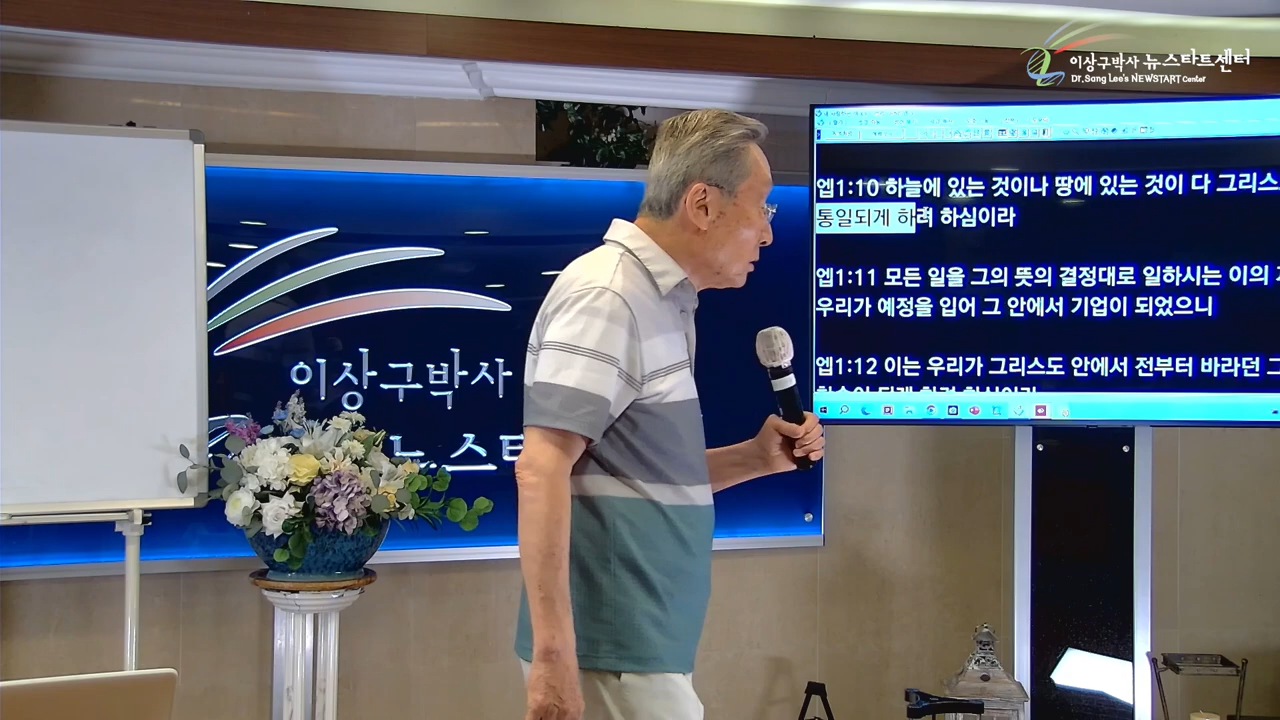 이상구박사 뉴스타트센터
Dr. Sang Lee's NEWSTART Center
엡1:10 하늘에 있는 것이나 땅에 있는 것이 다 그리스
통일되게 하려 하심이라
엡1:11 모든 일을 그의 뜻의 결정대로 일하시는 이의
우리가 예정을 입어 그 안에서 기업이 되었으니
엡1:12 이는 우리가 그리스도 안에서 전부터 바라던 그
이상구박사
뉴스타